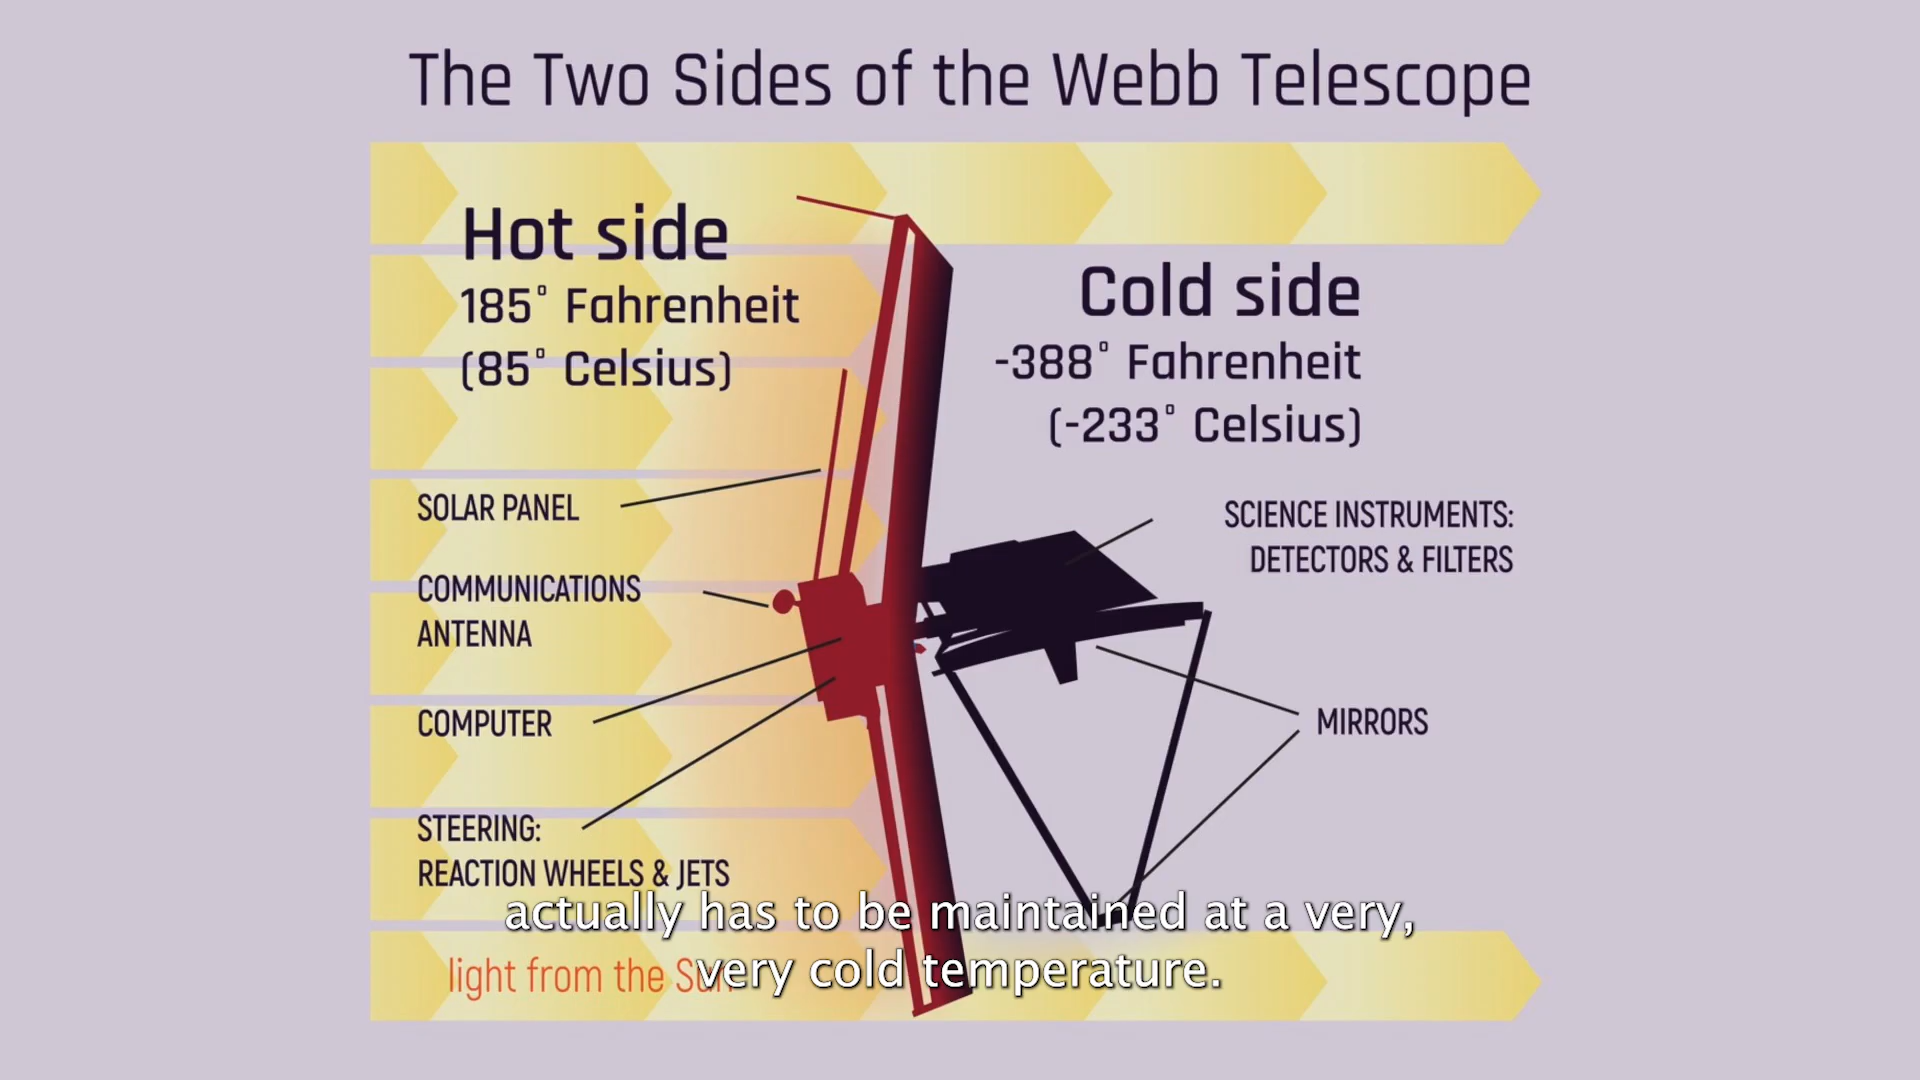 The Two Sides of the Webb Telescope
Hot side
185° Fahrenheit
(85° Celsius)
Cold side
-388° Fahrenheit
(-233° Celsius)
SOLAR PANEL
COMMUNICATIONS
ANTENNA
COMPUTER
STEERING:
REACTION WHEELS & JETS
SCIENCE INSTRUMENTS:
DETECTORS & FILTERS
MIRRORS
light from the Sun
actually has to be maintained at a very,
very cold temperature.